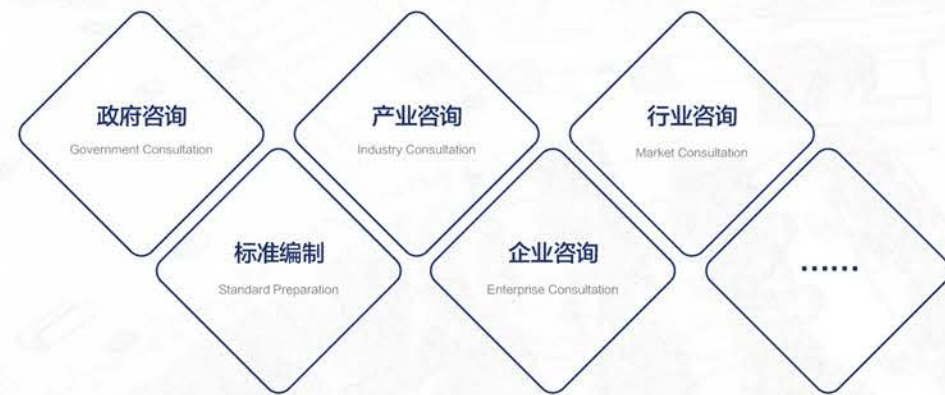 政府咨询
Government Consultation
产业咨询
Industry Consultation
行业咨询
Market Consultation
标准编制
Standard Preparation
企业咨询
Enterprise Consultation
……